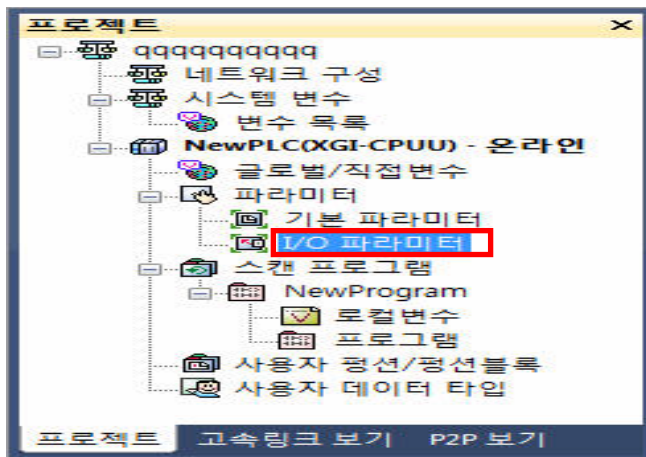 프로젝트
qqqqqqqqqq
네트워크 구성
시스템 변수
변수 목록
NewPLC(XGI-CPUU) - 온라인
글로벌/직접변수
파라미터
기본 파라미터
I/O 파라미터
스캔 프로그램
NewProgram
로컬변수
프로그램
사용자 펑션/펑션블록
사용자 데이터 타입
프로젝트 고속링크 보기 P2P 보기